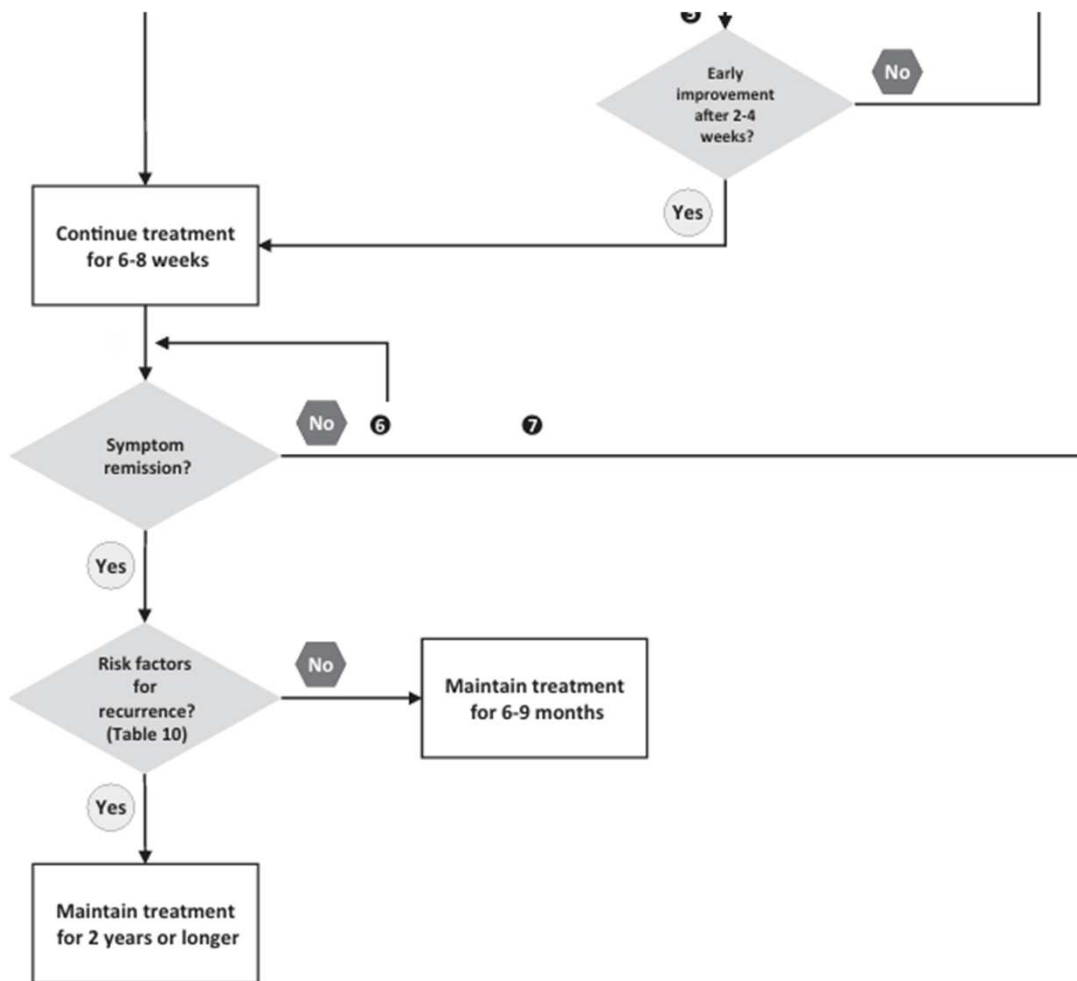 ❺
Early
improvement
after 2-4
weeks?
No
Yes
Continue treatment
for 6-8 weeks
No
❻
❼
Symptom
remission?
Yes
Risk factors
for
recurrence?
(Table 10)
No
Maintain treatment
for 6-9 months
Yes
Maintain treatment
for 2 years or longer